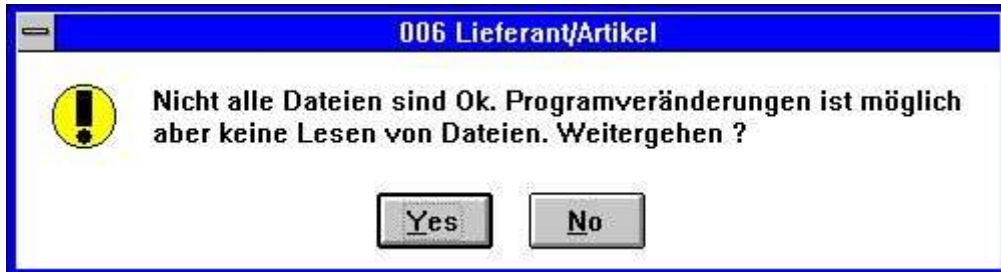 006 Lieferant/Artikel
Nicht alle Dateien sind Ok. Programveränderungen ist möglich
aber keine Lesen von Dateien. Weitergehen ?
Yes No